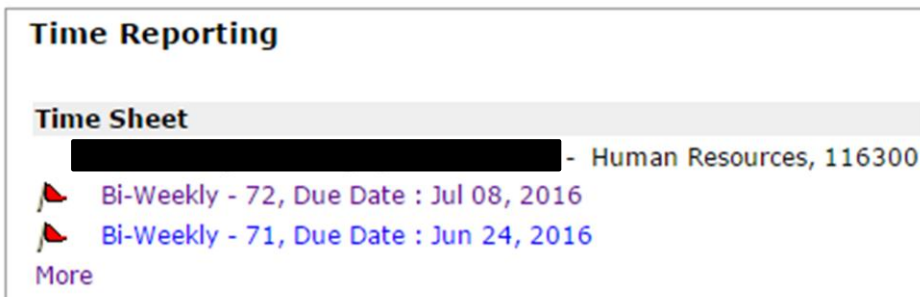 Time Reporting
Time Sheet
- Human Resources, 116300
Bi-Weekly - 72, Due Date : Jul 08, 2016
Bi-Weekly - 71, Due Date : Jun 24, 2016
More